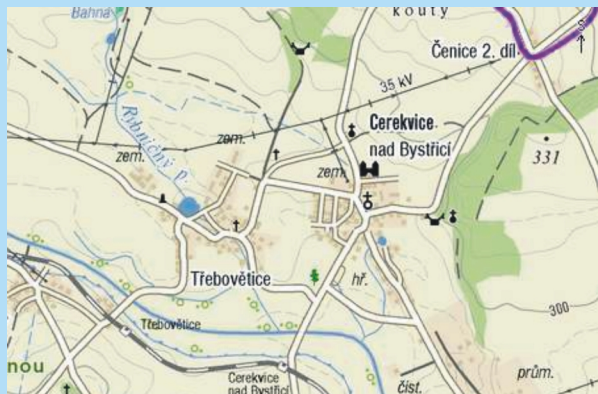 Bahna
kouty
Čenice 2. díl
S
35 kV
Rybničný p.
zem.
Cerekvice
nad Bystřicí
zem.
zem.
331
Třebovětice
hř.
300
Třebovětice
nou
Cerekvice
nad Bystřicí
prům.
číst.